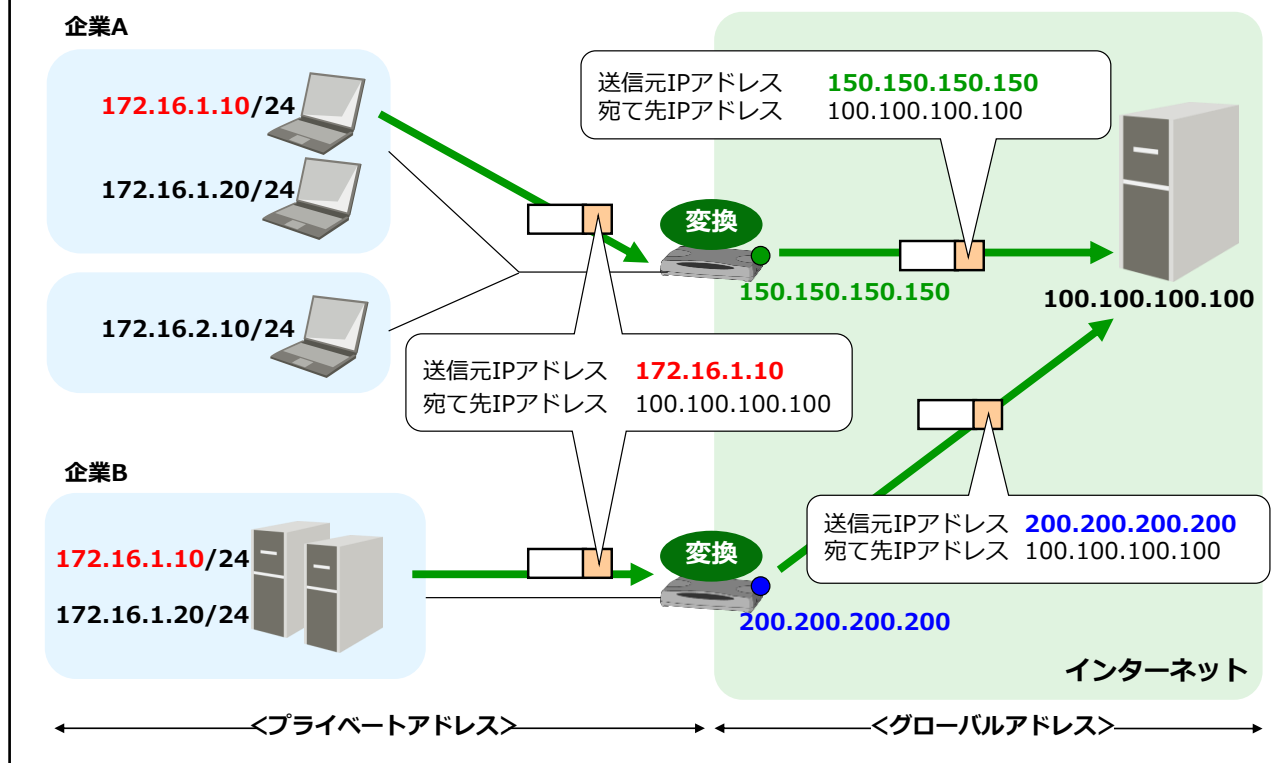 企業A
172.16.1.10/24
172.16.1.20/24
172.16.2.10/24
送信元IPアドレス 150.150.150.150
宛て先IPアドレス 100.100.100.100
変換
150.150.150.150
100.100.100.100
送信元IPアドレス 172.16.1.10
宛て先IPアドレス 100.100.100.100
企業B
172.16.1.10/24
172.16.1.20/24
変換
200.200.200.200
送信元IPアドレス 200.200.200.200
宛て先IPアドレス 100.100.100.100
インターネット
<プライベートアドレス>
<グローバルアドレス>